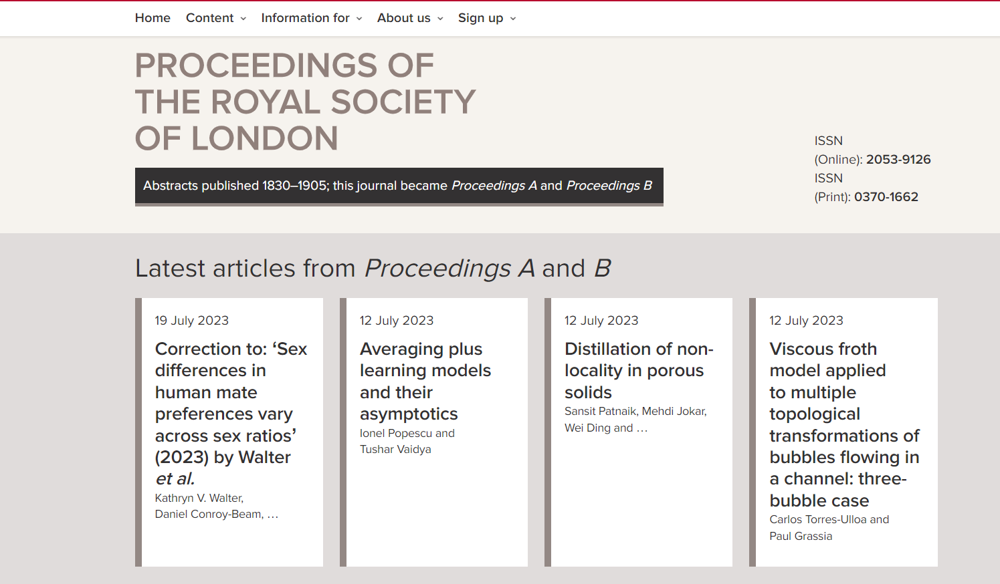 Home Content Information for About us Sign up
PROCEEDINGS OF
THE ROYAL SOCIETY
OF LONDON
Abstracts published 1830–1905; this journal became Proceedings A and Proceedings B
ISSN
(Online): 2053-9126
ISSN
(Print): 0370-1662
Latest articles from Proceedings A and B
19 July 2023
Correction to: ‘Sex
differences in
human mate
preferences vary
across sex ratios’
(2023) by Walter
et al.
Kathryn V. Walter,
Daniel Conroy-Beam, …
12 July 2023
Averaging plus
learning models
and their
asymptotics
Ionel Popescu and
Tushar Vaidya
12 July 2023
Distillation of non-
locality in porous
solids
Sansit Patnaik, Mehdi Jokar,
Wei Ding and …
12 July 2023
Viscous froth
model applied
to multiple
topological
transformations of
bubbles flowing in
a channel: three-
bubble case
Carlos Torres-Ulloa and
Paul Grassia